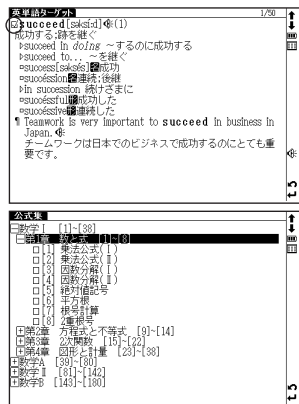 英単語ターゲット 1/50
☑succeed[səksíːd](1)
成功する;跡を継ぐ
▷succeed in doing ～するのに成功する
▷succeed to... ～を継ぐ
▫success[səksés]名成功
▫succéssion名連続;後継
▷in succession 続けざまに
▫succéssful形成功した
▫succéssive形連続した
¶ Teamwork is very important to succeed in business in
Japan.
チームワークは日本でのビジネスで成功するのにとても重
要です。
公式集
⊟数学Ⅰ [1]~[38]
⊟第1章 数と式 [1]~[8]
□[1] 乗法公式(Ⅰ)
□[2] 乗法公式(Ⅱ)
□[3] 因数分解(Ⅰ)
□[4] 因数分解(Ⅱ)
□[5] 絶対値記号
□[6] 平方根
□[7] 根号計算
□[8] 2重根号
⊞第2章 方程式と不等式 [9]~[14]
⊞第3章 2次関数 [15]~[22]
⊞第4章 図形と計量 [23]~[38]
⊞数学A [39]~[80]
⊞数学Ⅱ [81]~[142]
⊞数学B [143]~[180]